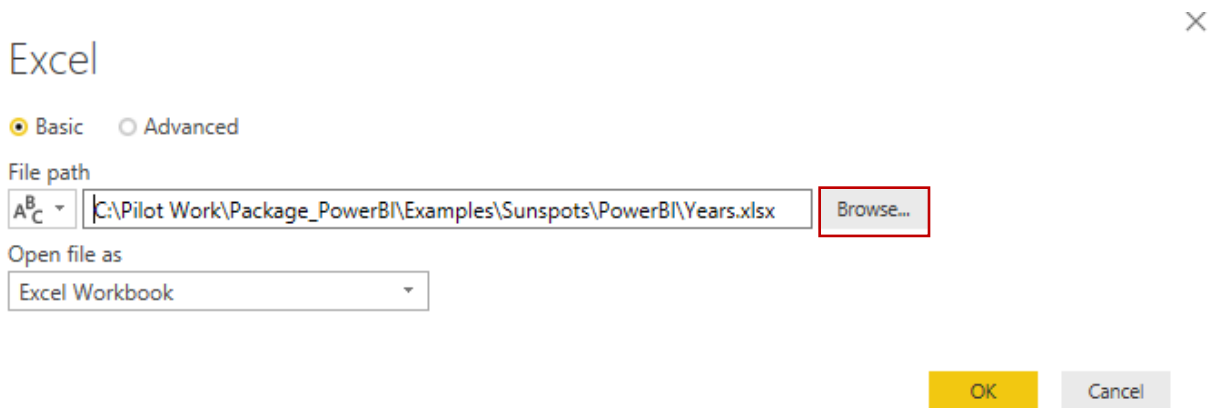 Excel
Basic Advanced
File path
ABC C:\Pilot Work\Package_PowerBI\Examples\Sunspots\PowerBI\Years.xlsx Browse...
Open file as
Excel Workbook
OK Cancel